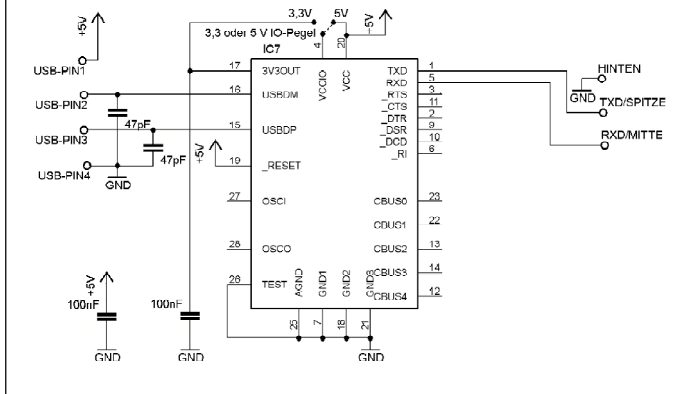 3,3V 5V +5V
+5V
3,3 oder 5 V IO-Pegel
IC7
4 20
USB-PIN1
17 3V3OUT VCCIO VCC TXD 1
RXD 5
HINTEN
16 USBDM _RTS 3
USB-PIN2
_CTS 11
GND TXD/SPITZE
_DTR 2
47pF
15 USBDP _DSR 9
USB-PIN3
_DCD 10
RXD/MITTE
_RI 6
47pF +5V
19 _RESET
USB-PIN4
GND
27 OSCI CBUS0 23
CBUS1 22
28 OSCO CBUS2 13
CBUS3 14
26 TEST AGND GND1 GND2 GND3
CBUS4 12
+5V
100nF 100nF
25 7 18 21
GND GND GND